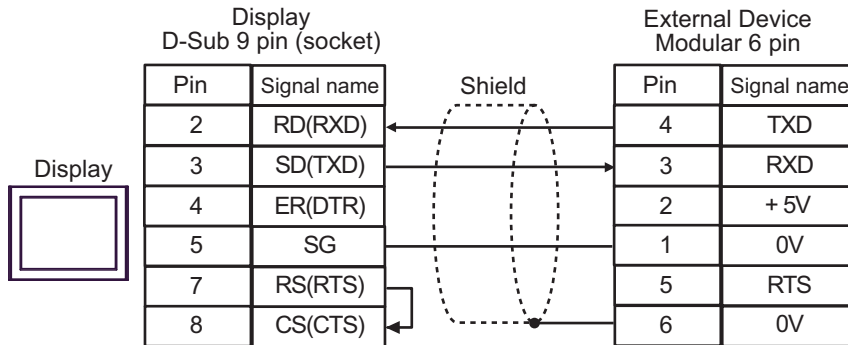 Display
D-Sub 9 pin (socket)
External Device
Modular 6 pin
Pin Signal name Shield Pin Signal name
2 RD(RXD) 4 TXD
Display 3 SD(TXD) 3 RXD
4 ER(DTR) 2 +5V
5 SG 1 0V
7 RS(RTS) 5 RTS
8 CS(CTS) 6 0V